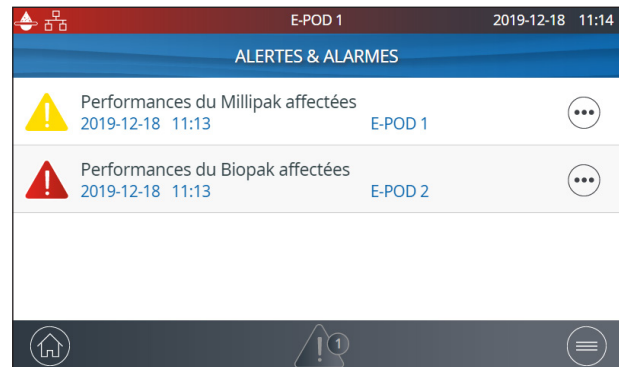 E-POD 1 2019-12-18 11:14
ALERTES & ALARMES
Performances du Millipak affectées
2019-12-18 11:13 E-POD 1
Performances du Biopak affectées
2019-12-18 11:13 E-POD 2
1